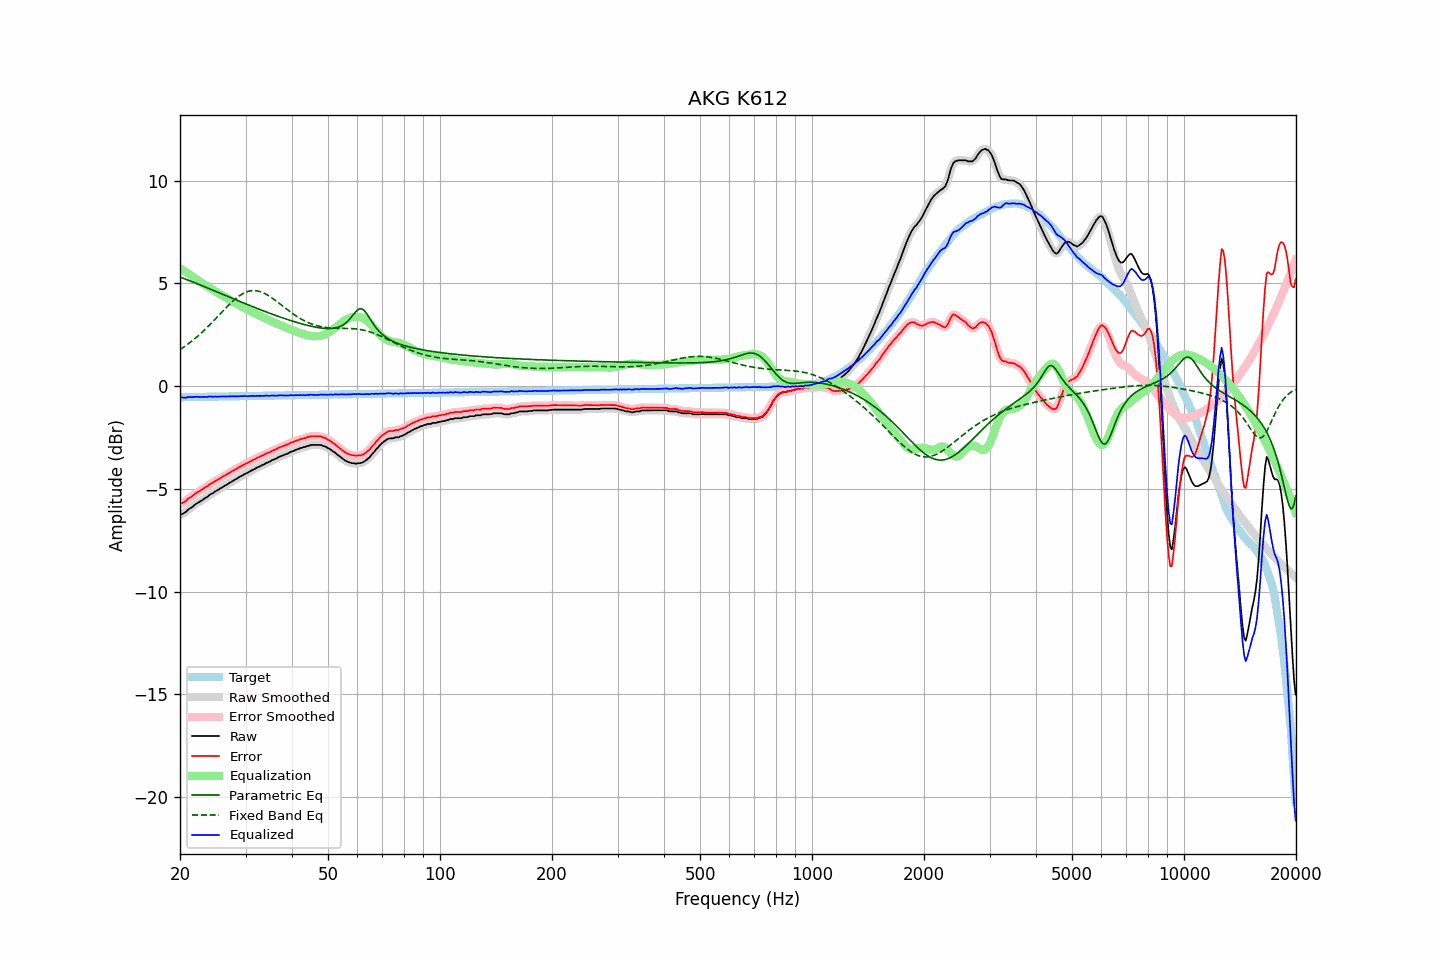 AKG K612
Amplitude (dBr)
10
5
0
−5
−10
−15
−20
Target
Raw Smoothed
Error Smoothed
Raw
Error
Equalization
Parametric Eq
Fixed Band Eq
Equalized
20 50 100 200 500 1000 2000 5000 10000 20000
Frequency (Hz)